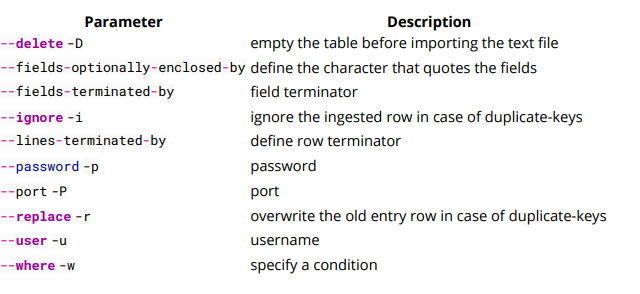 Parameter Description
--delete -D empty the table before importing the text file
--fields-optionally-enclosed-by define the character that quotes the fields
--fields-terminated-by field terminator
--ignore -i ignore the ingested row in case of duplicate-keys
--lines-terminated-by define row terminator
--password -p password
--port -P port
--replace -r overwrite the old entry row in case of duplicate-keys
--user -u username
--where -w specify a condition